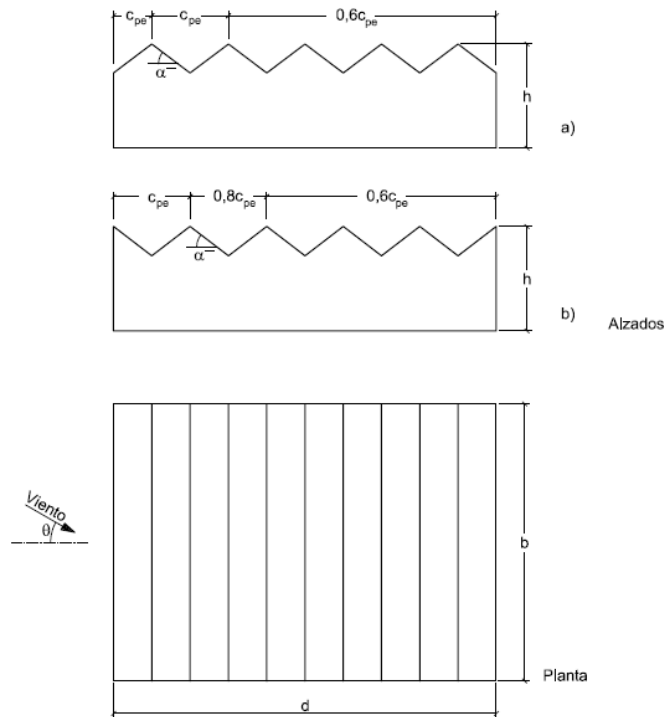 c_pe c_pe 0,6c_pe
α⁻
h
a)
c_pe 0,8c_pe 0,6c_pe
α⁻
h
b)
Alzados
Viento
θ
b
Planta
d